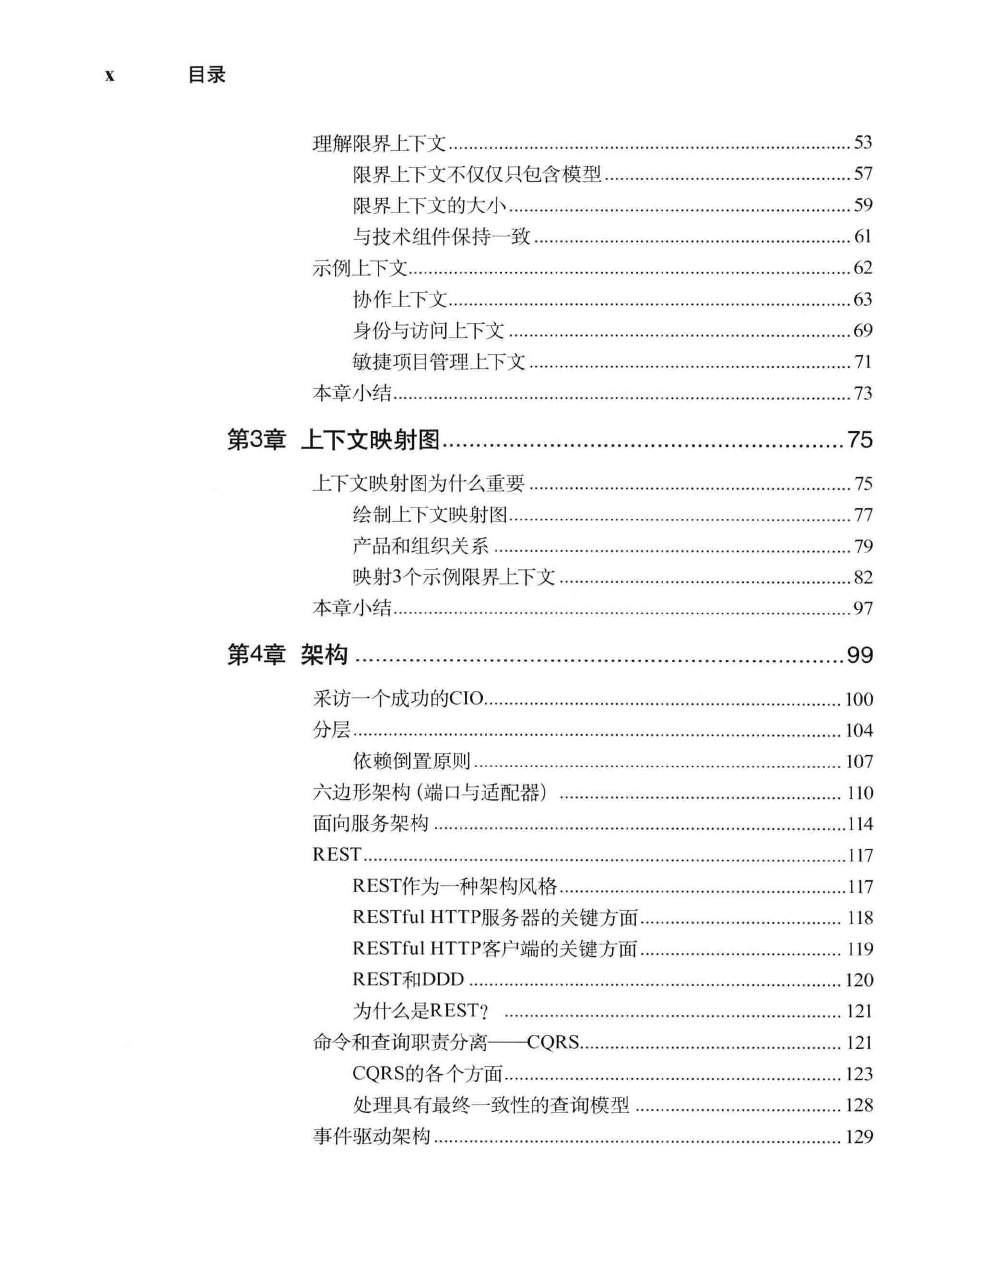 x 目录
理解限界上下文 53
限界上下文不仅仅只包含模型 57
限界上下文的大小 59
与技术组件保持一致 61
示例上下文 62
协作上下文 63
身份与访问上下文 69
敏捷项目管理上下文 71
本章小结 73
第3章 上下文映射图 75
上下文映射图为什么重要 75
绘制上下文映射图 77
产品和组织关系 79
映射3个示例限界上下文 82
本章小结 97
第4章 架构 99
采访一个成功的CIO 100
分层 104
依赖倒置原则 107
六边形架构（端口与适配器） 110
面向服务架构 114
REST 117
REST作为一种架构风格 117
RESTful HTTP服务器的关键方面 118
RESTful HTTP客户端的关键方面 119
REST和DDD 120
为什么是REST？ 121
命令和查询职责分离——CQRS 121
CQRS的各个方面 123
处理具有最终一致性的查询模型 128
事件驱动架构 129